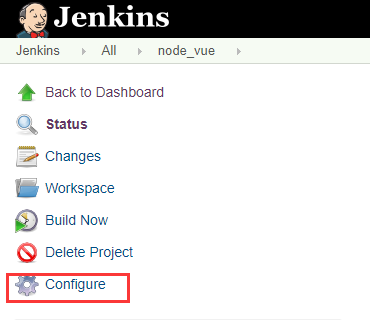 Jenkins
Jenkins All node_vue
Back to Dashboard
Status
Changes
Workspace
Build Now
Delete Project
Configure